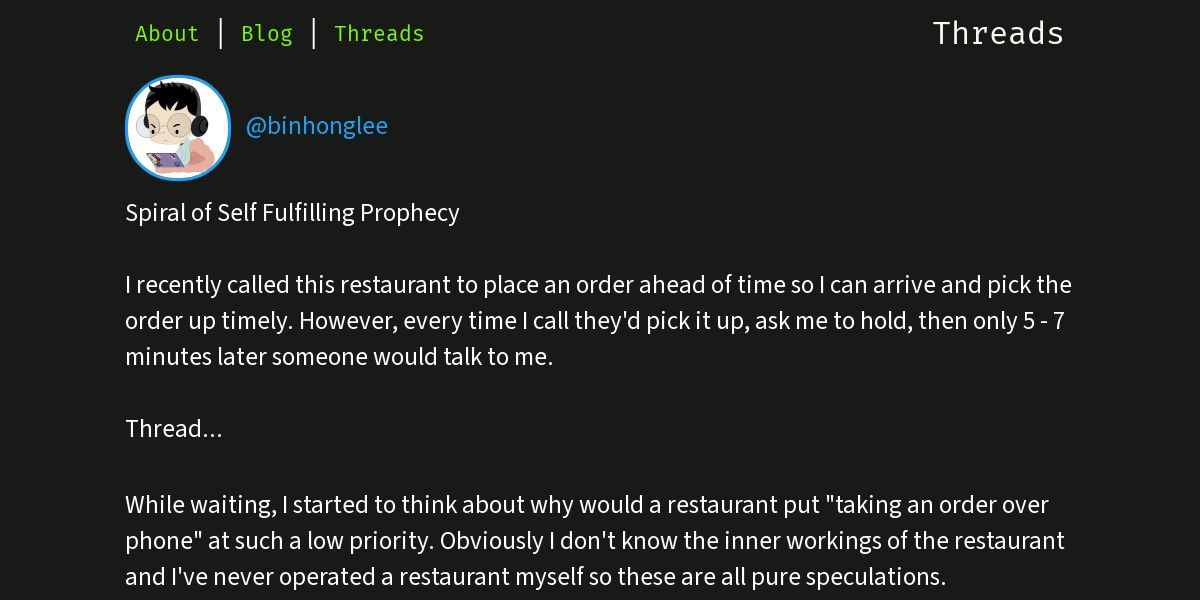 About | Blog | Threads
Threads
@binhonglee
Spiral of Self Fulfilling Prophecy
I recently called this restaurant to place an order ahead of time so I can arrive and pick the
order up timely. However, every time I call they'd pick it up, ask me to hold, then only 5 - 7
minutes later someone would talk to me.
Thread...
While waiting, I started to think about why would a restaurant put "taking an order over
phone" at such a low priority. Obviously I don't know the inner workings of the restaurant
and I've never operated a restaurant myself so these are all pure speculations.